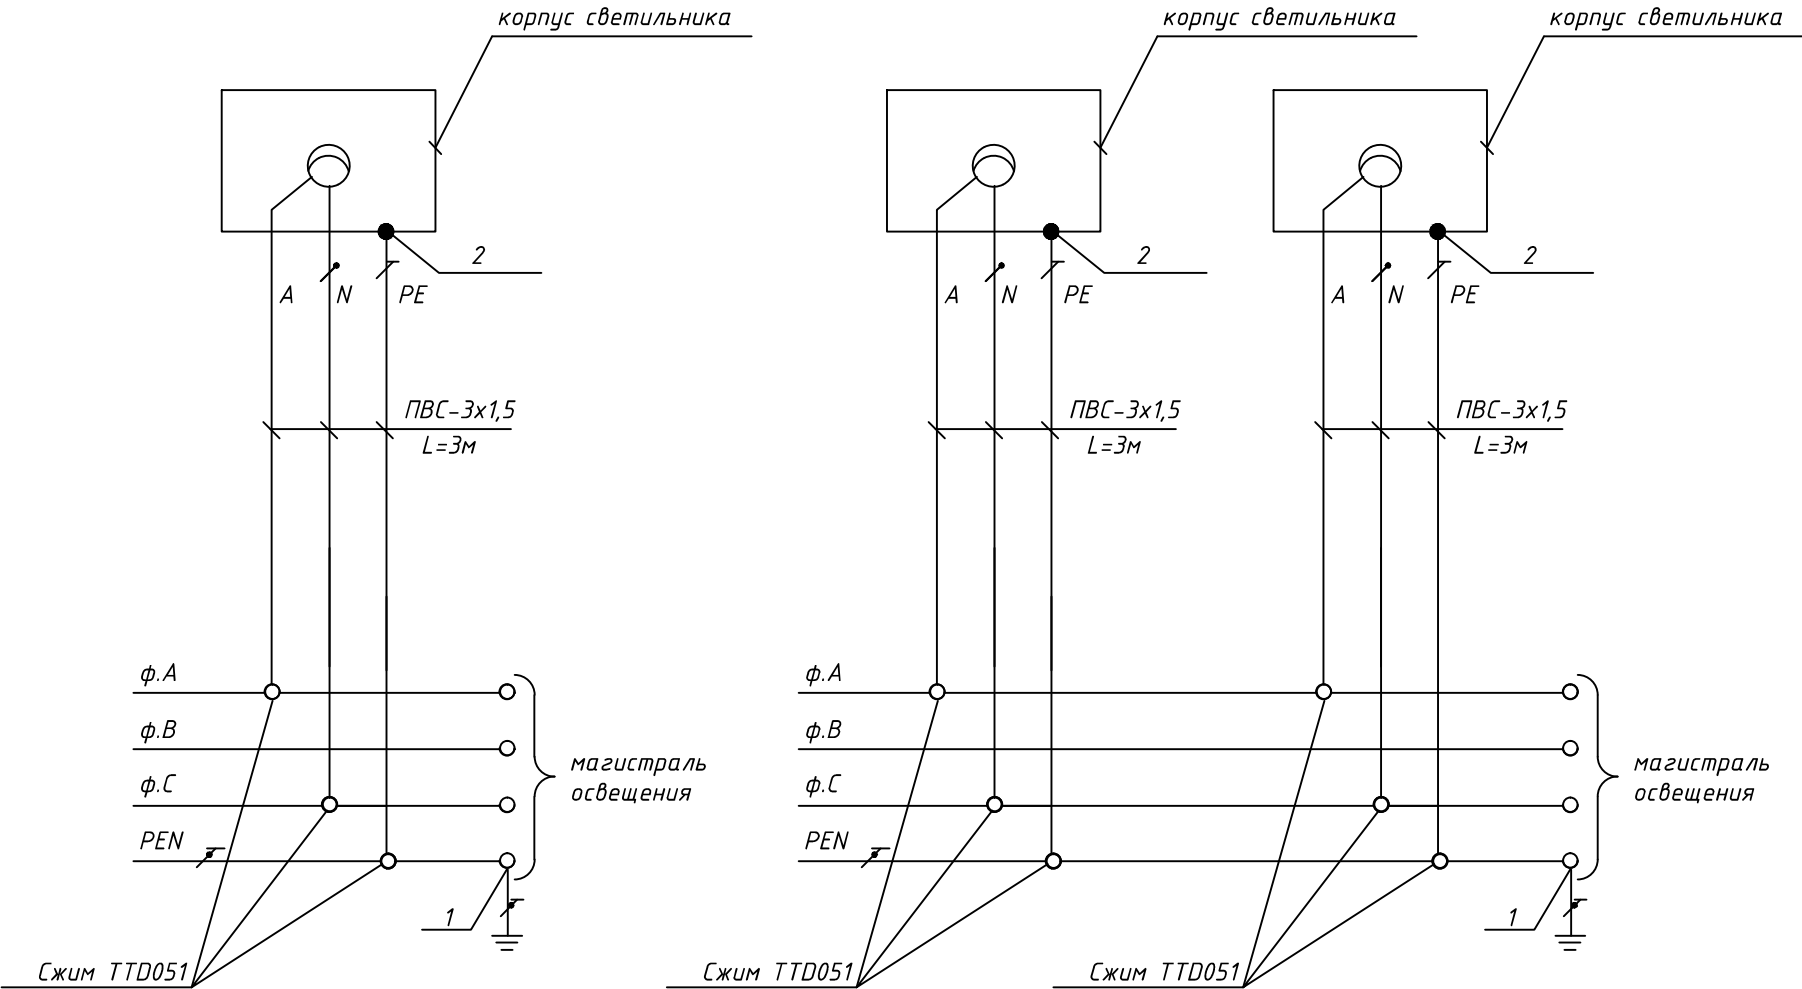 корпус светильника
корпус светильника
корпус светильника
2
2
2
A N PE
A N PE
A N PE
ПВС-3х1,5
L=3м
ПВС-3х1,5
L=3м
ПВС-3х1,5
L=3м
ф.А
ф.В
ф.С
PEN
магистраль
освещения
1
Сжим TTD051
ф.А
ф.В
ф.С
PEN
магистраль
освещения
1
Сжим TTD051
Сжим TTD051